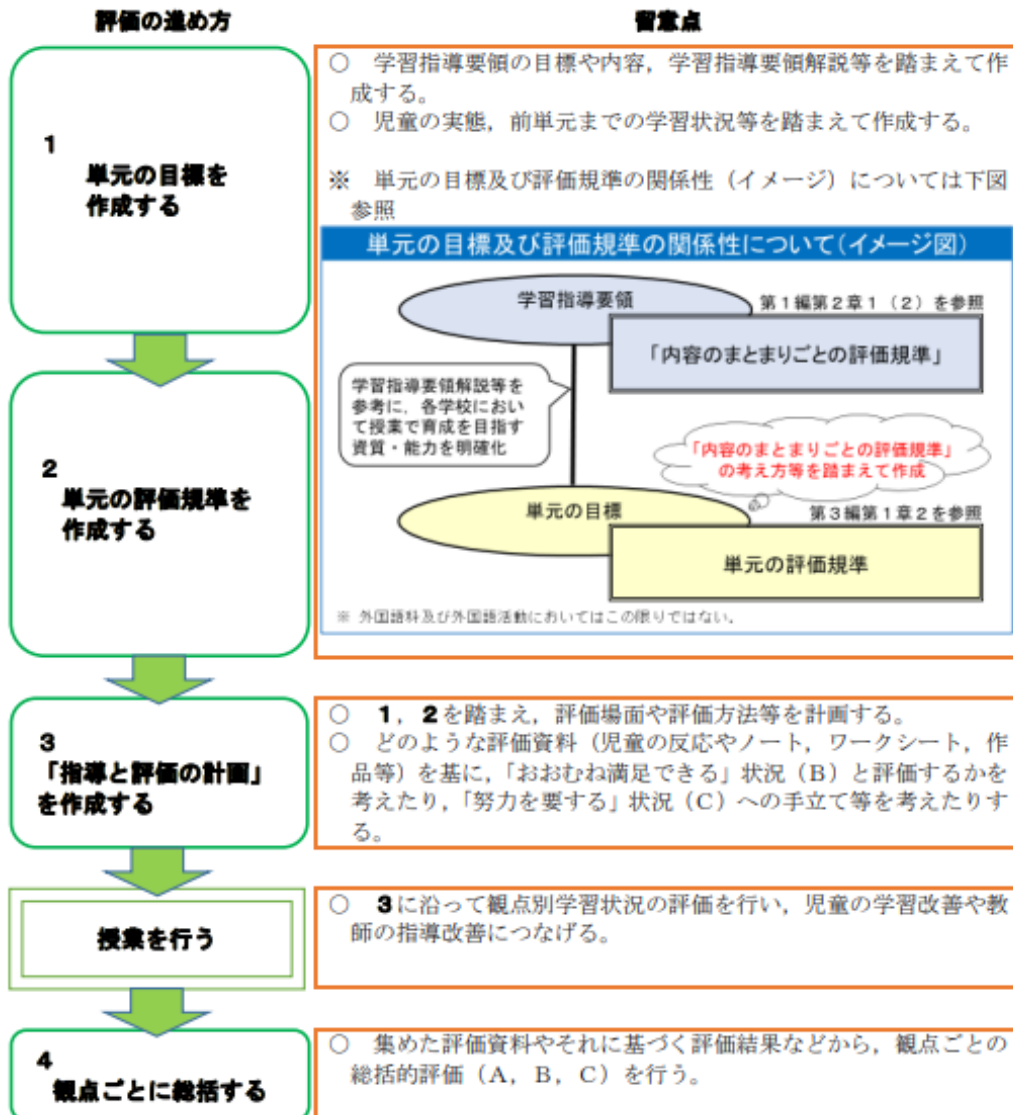 評価の進め方
留意点
1
単元の目標を
作成する
○ 学習指導要領の目標や内容，学習指導要領解説等を踏まえて作
成する。
○ 児童の実態，前単元までの学習状況等を踏まえて作成する。
※ 単元の目標及び評価規準の関係性（イメージ）については下図
参照
単元の目標及び評価規準の関係性について(イメージ図)
学習指導要領
第１編第２章１（２）を参照
「内容のまとまりごとの評価規準」
学習指導要領解説等を
参考に，各学校におい
て授業で育成を目指す
資質・能力を明確化
「内容のまとまりごとの評価規準」
の考え方等を踏まえて作成
2
単元の評価規準を
作成する
単元の目標
第３編第１章２を参照
単元の評価規準
※ 外国語科及び外国語活動においてはこの限りではない。
3
「指導と評価の計画」
を作成する
○ 1，2を踏まえ，評価場面や評価方法等を計画する。
○ どのような評価資料（児童の反応やノート，ワークシート，作
品等）を基に，「おおむね満足できる」状況（B）と評価するかを
考えたり，「努力を要する」状況（C）への手立て等を考えたりす
る。
授業を行う
○ 3に沿って観点別学習状況の評価を行い，児童の学習改善や教
師の指導改善につなげる。
4
観点ごとに総括する
○ 集めた評価資料やそれに基づく評価結果などから，観点ごとの
総括的評価（A，B，C）を行う。